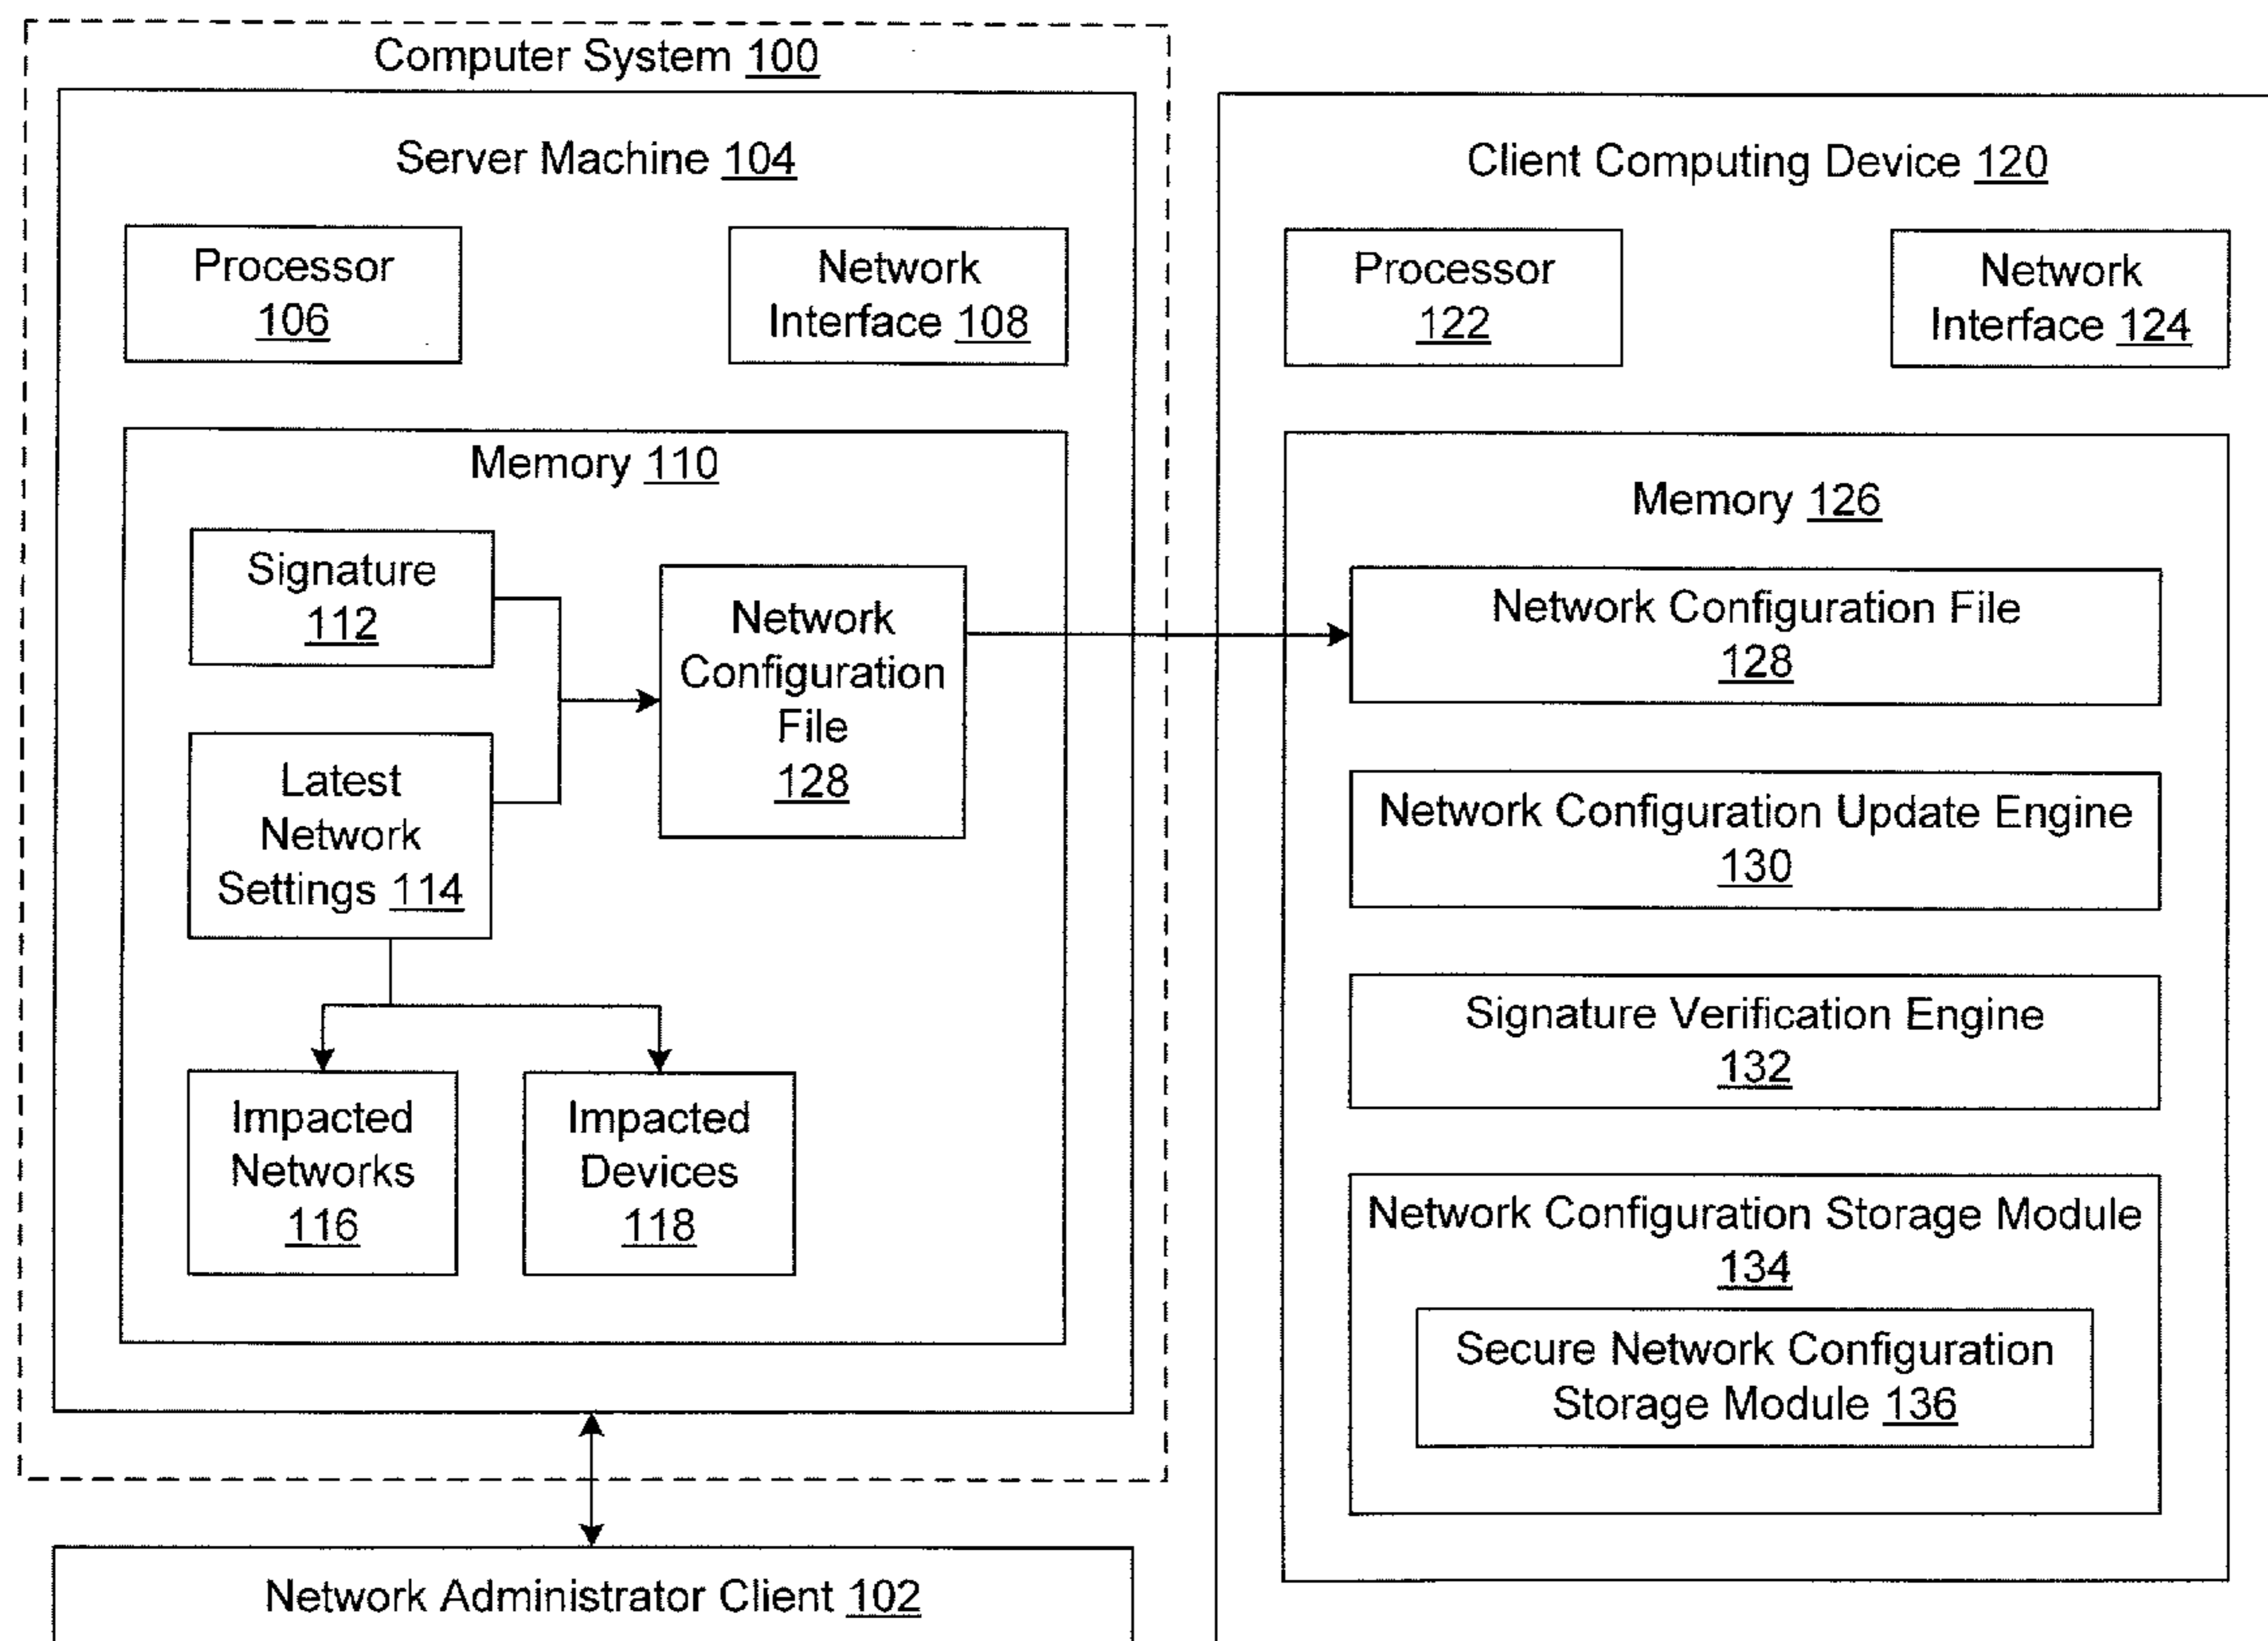 Computer System 100
Server Machine 104
Processor
106
Network
Interface 108
Memory 110
Signature
112
Latest
Network
Settings 114
Network
Configuration
File
128
Impacted
Networks
116
Impacted
Devices
118
Network Administrator Client 102
Client Computing Device 120
Processor
122
Network
Interface 124
Memory 126
Network Configuration File
128
Network Configuration Update Engine
130
Signature Verification Engine
132
Network Configuration Storage Module
134
Secure Network Configuration
Storage Module 136